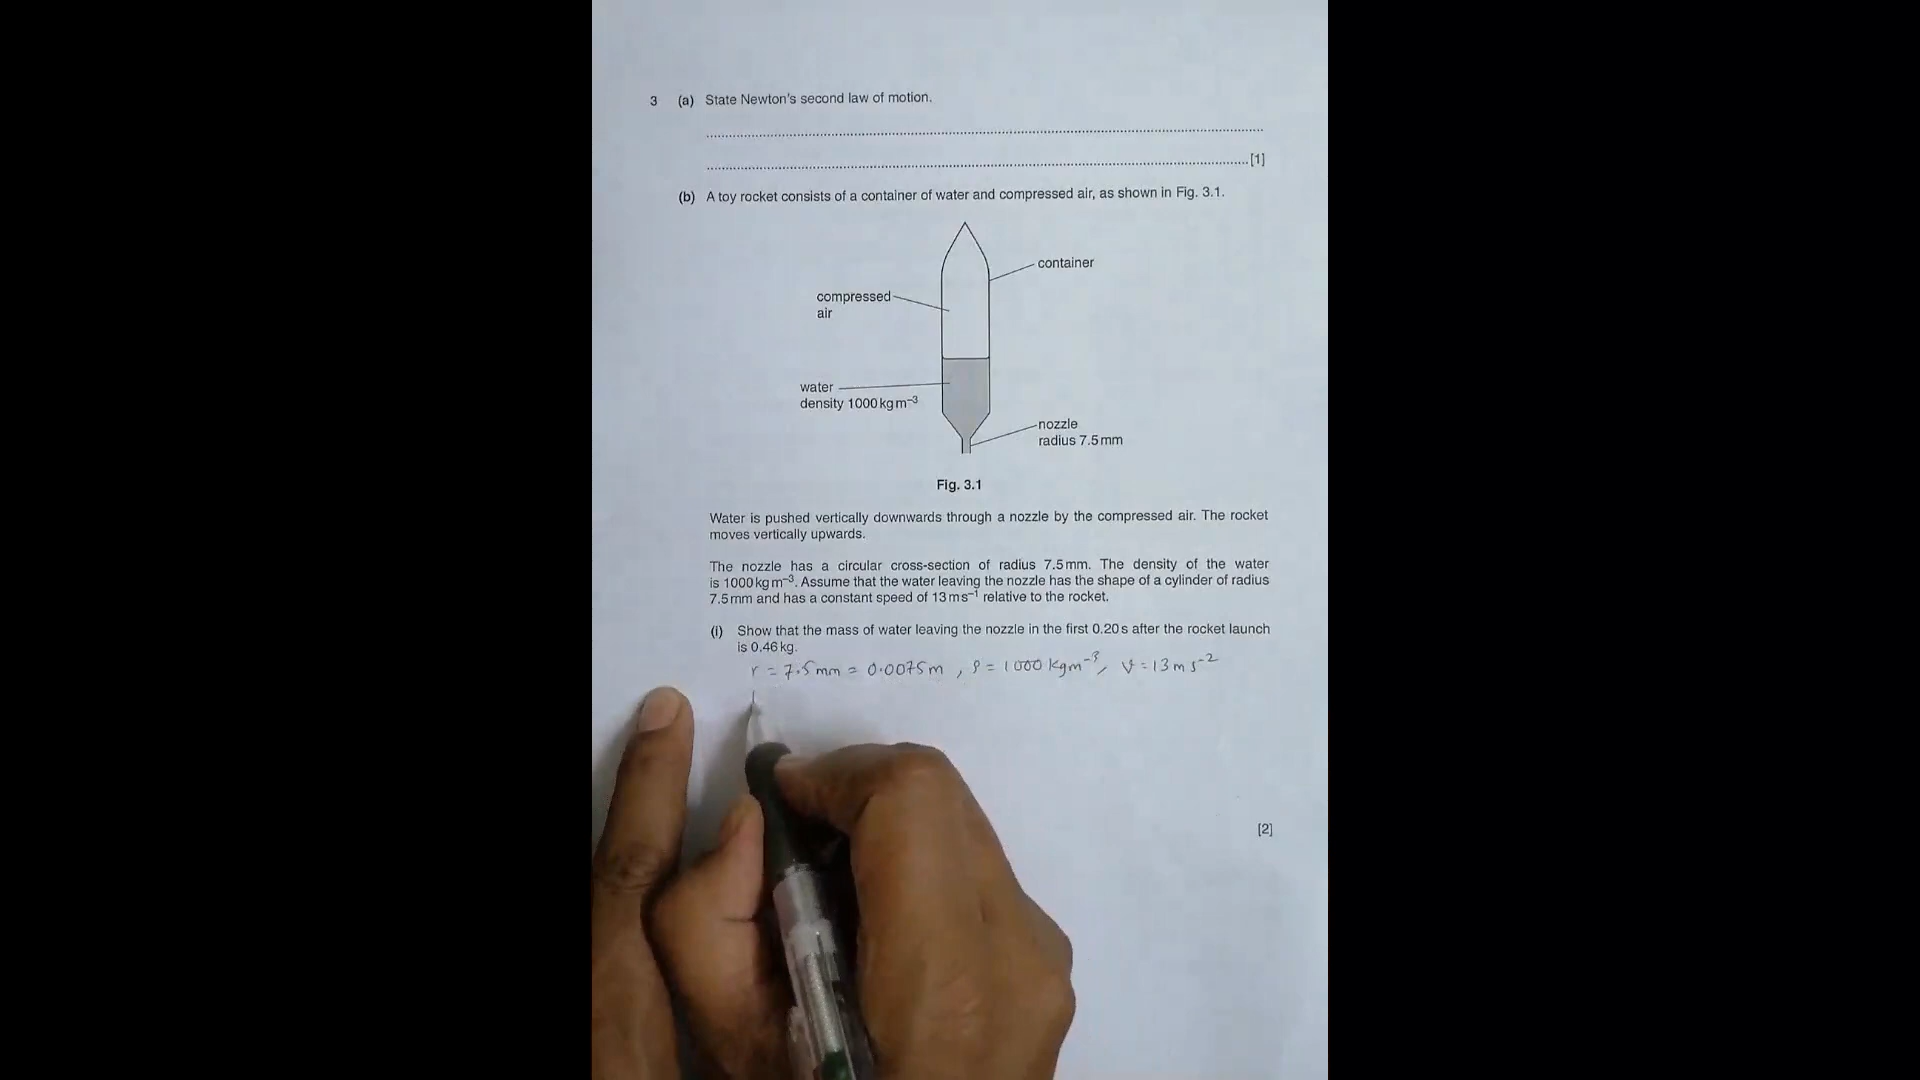 3 (a) State Newton's second law of motion.
[1]
(b) A toy rocket consists of a container of water and compressed air, as shown in Fig. 3.1.
container
compressed
air
water
density 1000 kg m⁻³
nozzle
radius 7.5 mm
Fig. 3.1
Water is pushed vertically downwards through a nozzle by the compressed air. The rocket
moves vertically upwards.
The nozzle has a circular cross-section of radius 7.5 mm. The density of the water
is 1000 kg m⁻³. Assume that the water leaving the nozzle has the shape of a cylinder of radius
7.5 mm and has a constant speed of 13 m s⁻¹ relative to the rocket.
(i) Show that the mass of water leaving the nozzle in the first 0.20 s after the rocket launch
is 0.46 kg.
r = 7.5 mm = 0.0075 m , ρ = 1000 kg m⁻³, v = 13 m s⁻²
[2]